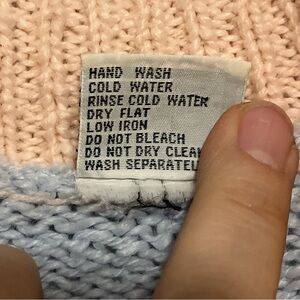 HAND WASH
COLD WATER
RINSE COLD WATER
DRY FLAT
LOW IRON
DO NOT BLEACH
DO NOT DRY CLEAN
WASH SEPARATEL